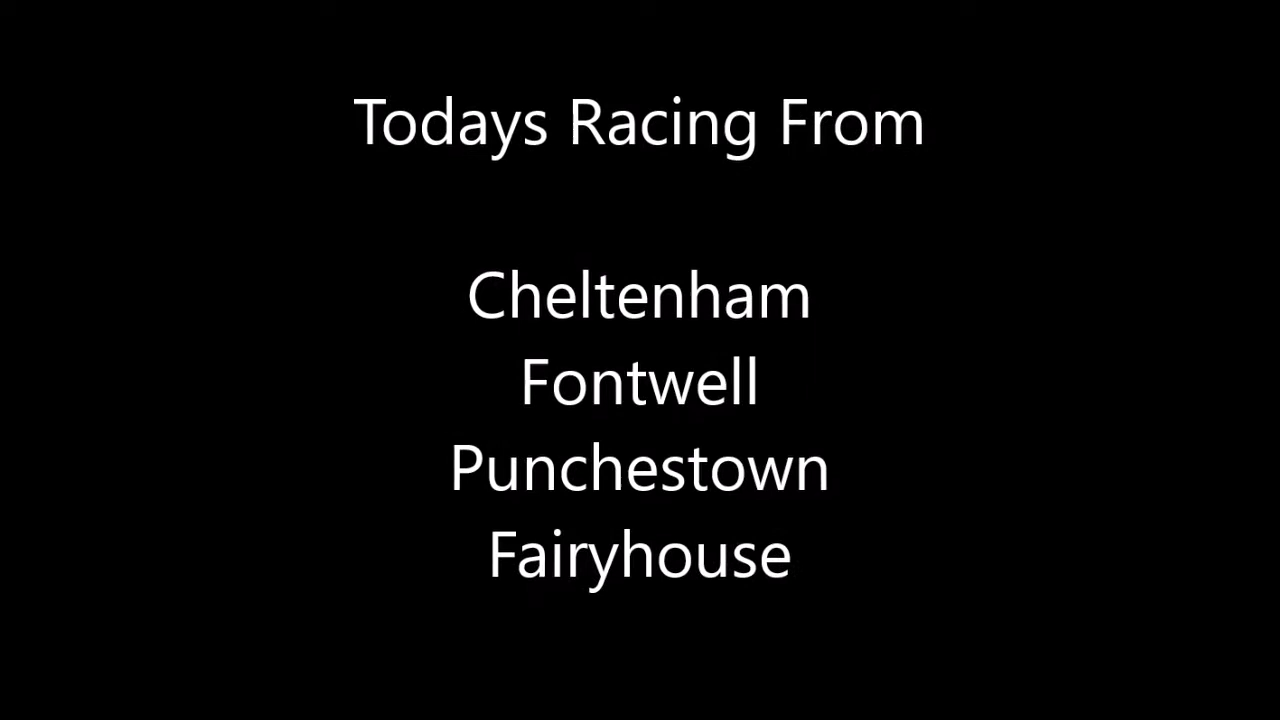 Todays Racing From
Cheltenham
Fontwell
Punchestown
Fairyhouse